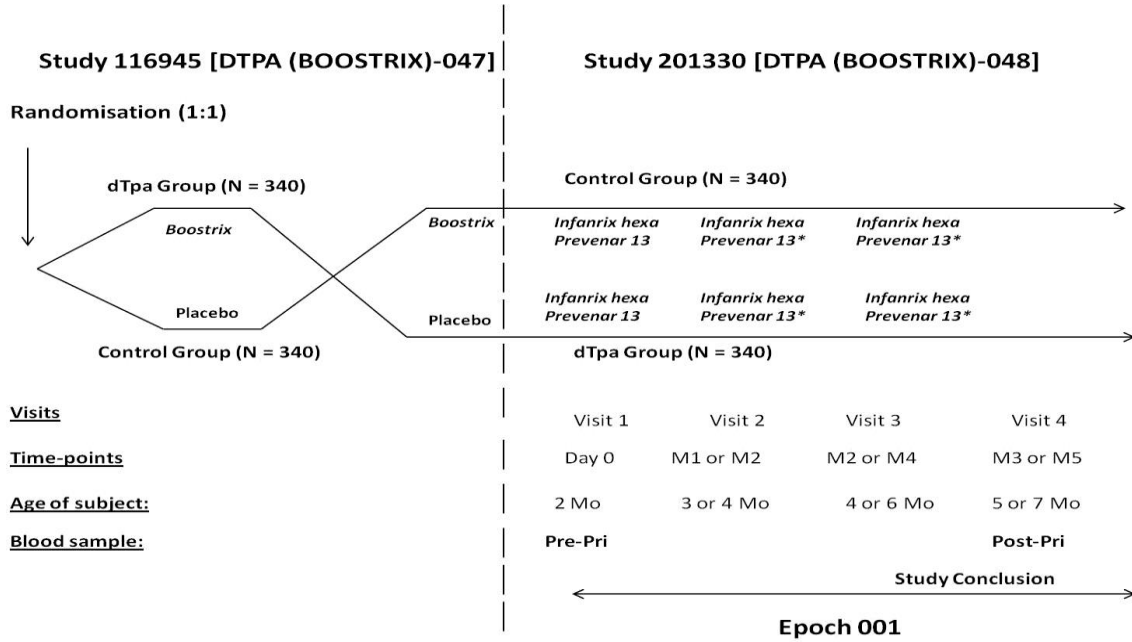 Study 116945 [DTPA (BOOSTRIX)-047]
Study 201330 [DTPA (BOOSTRIX)-048]
Randomisation (1:1)
dTpa Group (N = 340)
Control Group (N = 340)
Boostrix
Boostrix
Infanrix hexa
Prevenar 13
Infanrix hexa
Prevenar 13*
Infanrix hexa
Prevenar 13*
Placebo
Placebo
Infanrix hexa
Prevenar 13
Infanrix hexa
Prevenar 13*
Infanrix hexa
Prevenar 13*
Control Group (N = 340)
dTpa Group (N = 340)
Visits
Visit 1 Visit 2 Visit 3 Visit 4
Time-points
Day 0 M1 or M2 M2 or M4 M3 or M5
Age of subject:
2 Mo 3 or 4 Mo 4 or 6 Mo 5 or 7 Mo
Blood sample:
Pre-Pri Post-Pri
Study Conclusion
Epoch 001